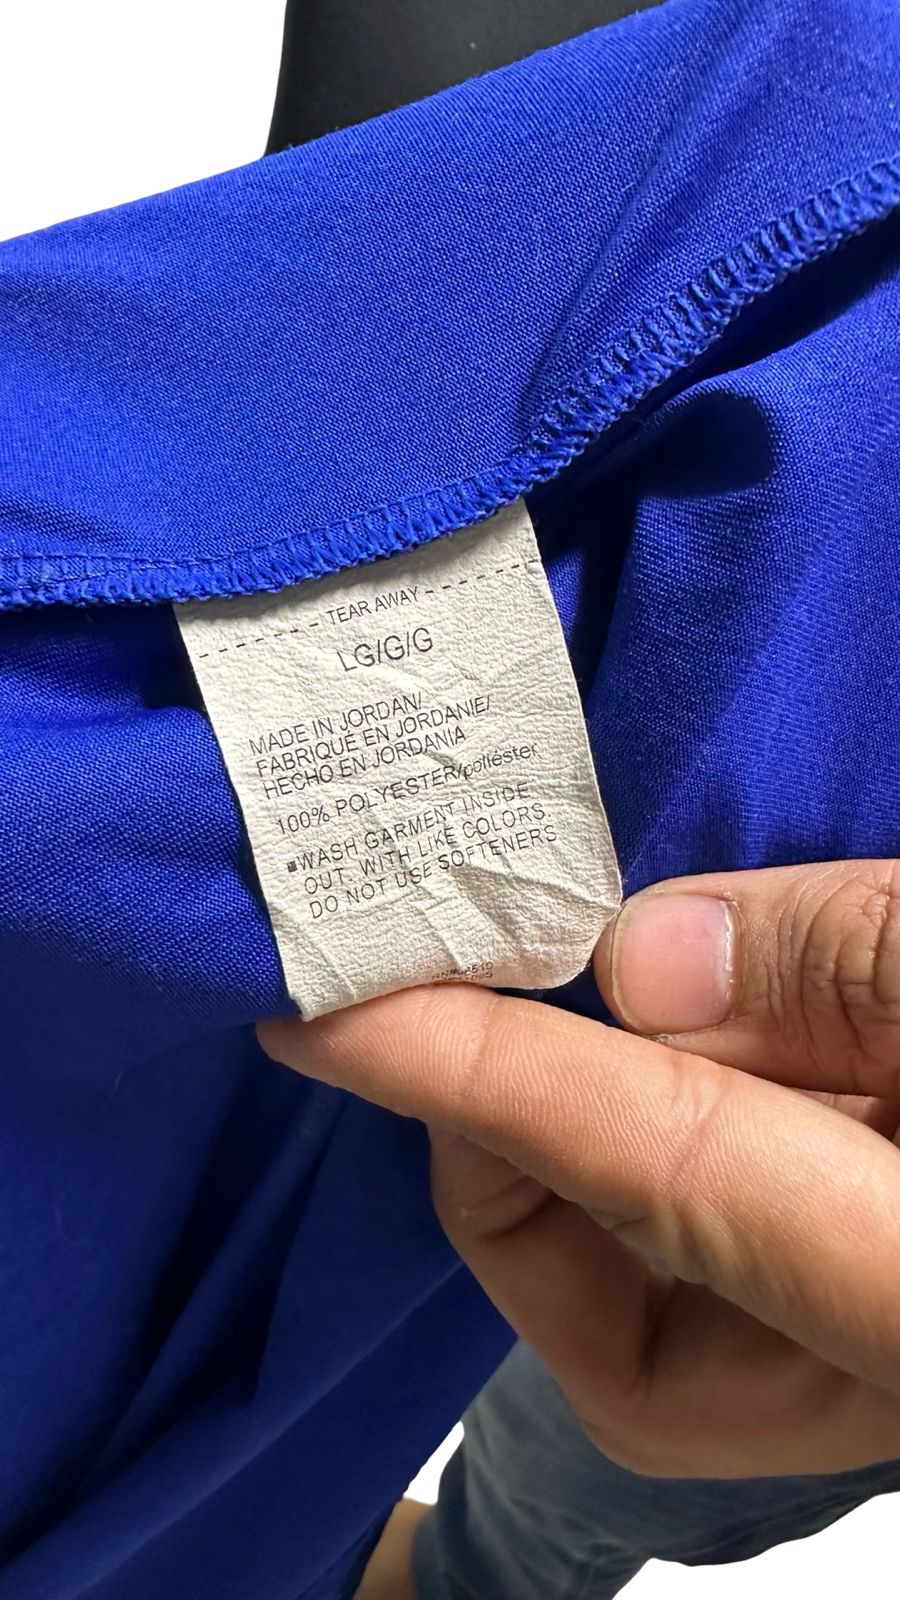 TEAR AWAY
LG/G/G
MADE IN JORDAN/
FABRIQUÉ EN JORDANIE/
HECHO EN JORDANIA
100% POLYESTER/poliéster
WASH GARMENT INSIDE
OUT. WITH LIKE COLORS.
DO NOT USE SOFTENERS